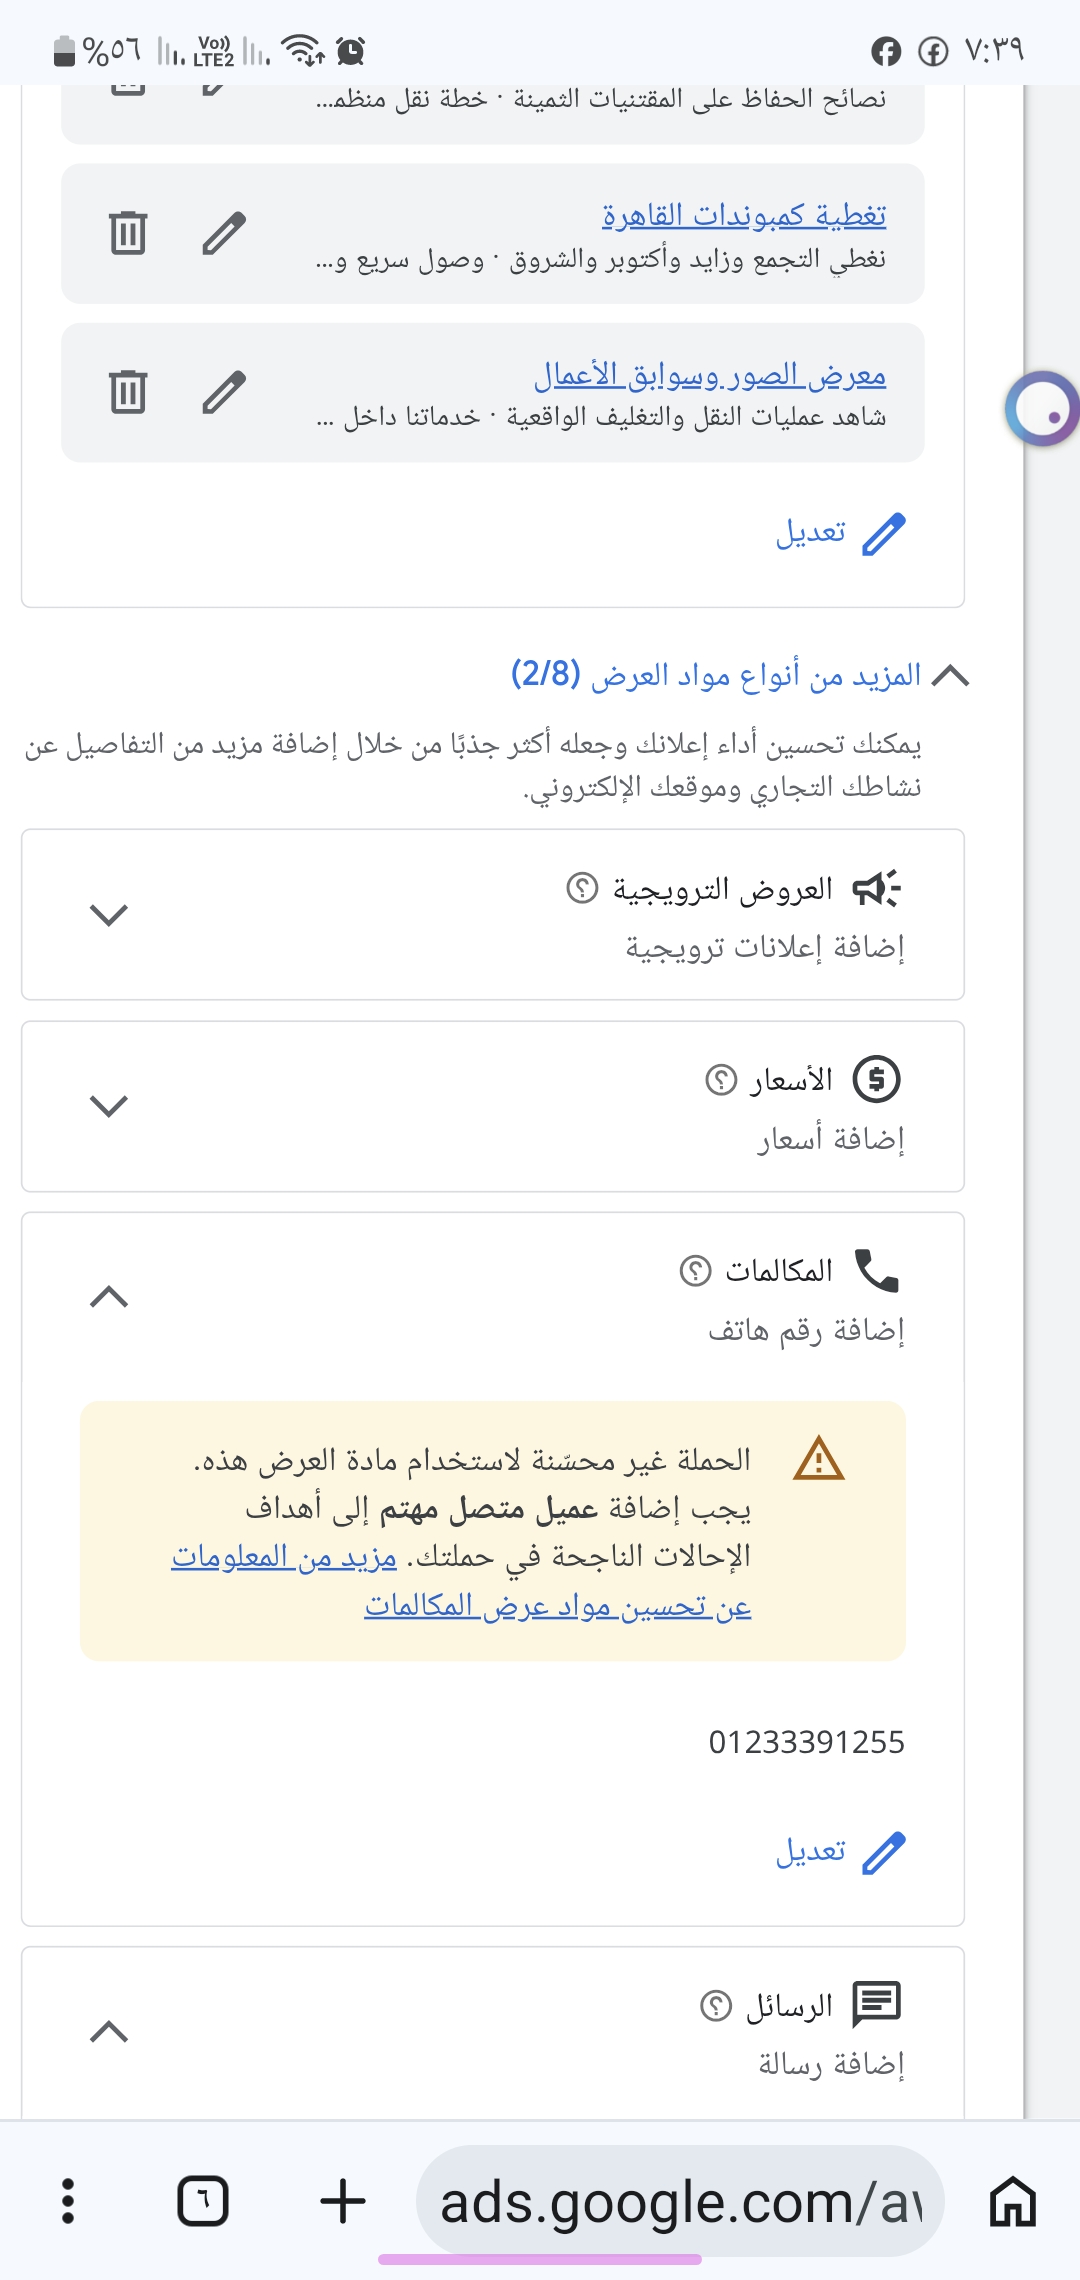 %٥٦ Vo)) LTE2 ٧:٣٩
نصائح الحفاظ على المقتنيات الثمينة · خطة نقل منظم...
تغطية كمبوندات القاهرة
نغطي التجمع وزايد وأكتوبر والشروق · وصول سريع و...
معرض الصور وسوابق الأعمال
شاهد عمليات النقل والتغليف الواقعية · خدماتنا داخل ...
تعديل
المزيد من أنواع مواد العرض (2/8)
يمكنك تحسين أداء إعلانك وجعله أكثر جذبًا من خلال إضافة مزيد من التفاصيل عن
نشاطك التجاري وموقعك الإلكتروني.
العروض الترويجية
إضافة إعلانات ترويجية
الأسعار
إضافة أسعار
المكالمات
إضافة رقم هاتف
الحملة غير محسّنة لاستخدام مادة العرض هذه.
يجب إضافة عميل متصل مهتم إلى أهداف
الإحالات الناجحة في حملتك. مزيد من المعلومات
عن تحسين مواد عرض المكالمات
01233391255
تعديل
الرسائل
إضافة رسالة
٦ ads.google.com/aw